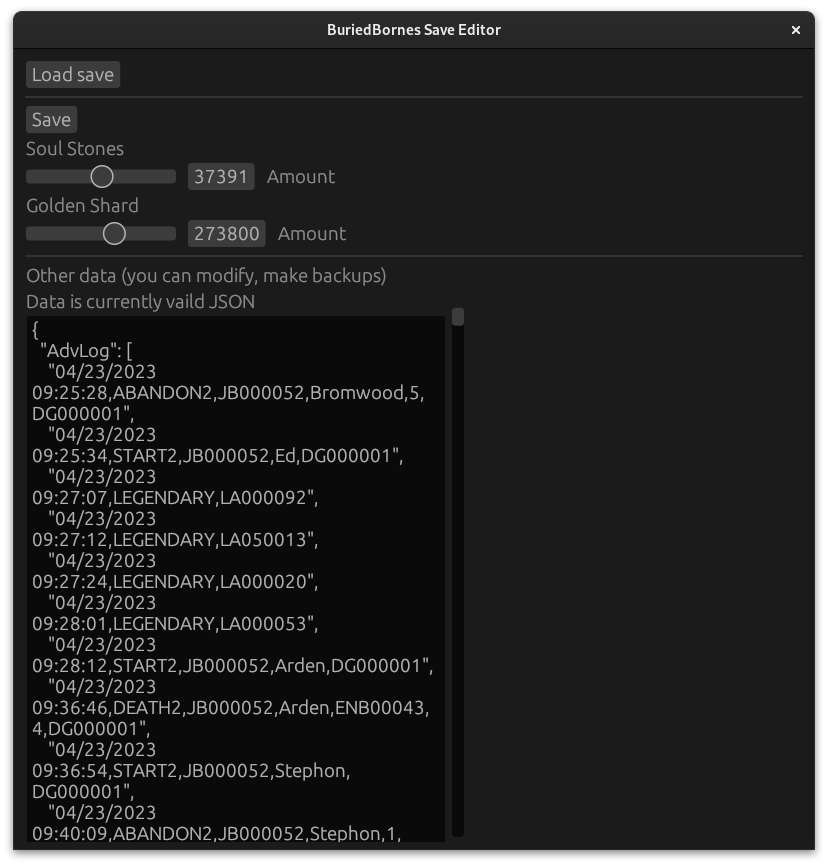 BuriedBornes Save Editor
×
Load save
Save
Soul Stones
37391 Amount
Golden Shard
273800 Amount
Other data (you can modify, make backups)
Data is currently vaild JSON
{
"AdvLog": [
"04/23/2023
09:25:28,ABANDON2,JB000052,Bromwood,5,
DG000001",
"04/23/2023
09:25:34,START2,JB000052,Ed,DG000001",
"04/23/2023
09:27:07,LEGENDARY,LA000092",
"04/23/2023
09:27:12,LEGENDARY,LA050013",
"04/23/2023
09:27:24,LEGENDARY,LA000020",
"04/23/2023
09:28:01,LEGENDARY,LA000053",
"04/23/2023
09:28:12,START2,JB000052,Arden,DG000001",
"04/23/2023
09:36:46,DEATH2,JB000052,Arden,ENB00043,
4,DG000001",
"04/23/2023
09:36:54,START2,JB000052,Stephon,
DG000001",
"04/23/2023
09:40:09,ABANDON2,JB000052,Stephon,1,